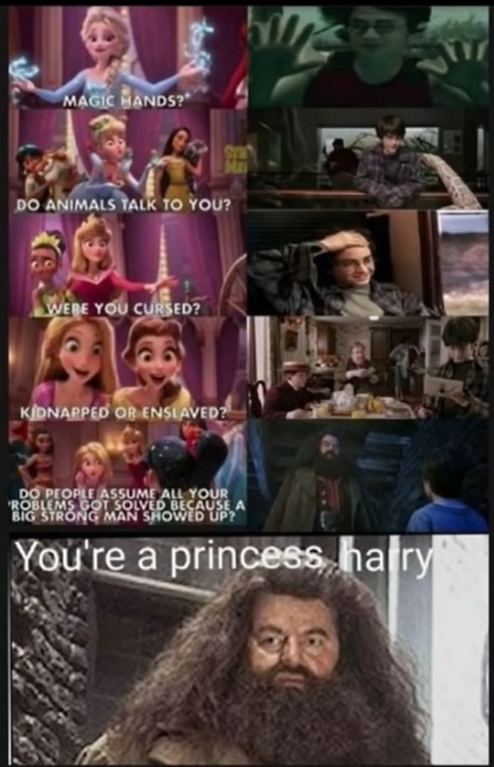 MAGIC HANDS?
DO ANIMALS TALK TO YOU?
WERE YOU CURSED?
KIDNAPPED OR ENSLAVED?
DO PEOPLE ASSUME ALL YOUR
PROBLEMS GOT SOLVED BECAUSE A
BIG STRONG MAN SHOWED UP?
You're a princess harry